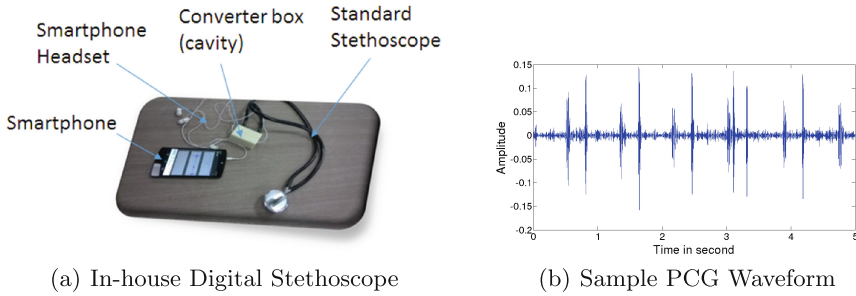 Smartphone
Headset
Converter box
(cavity)
Standard
Stethoscope
Smartphone
(a) In-house Digital Stethoscope
0.15
0.1
0.05
0
-0.05
-0.1
-0.15
-0.2
Amplitude
0 1 2 3 4 5
Time in second
(b) Sample PCG Waveform